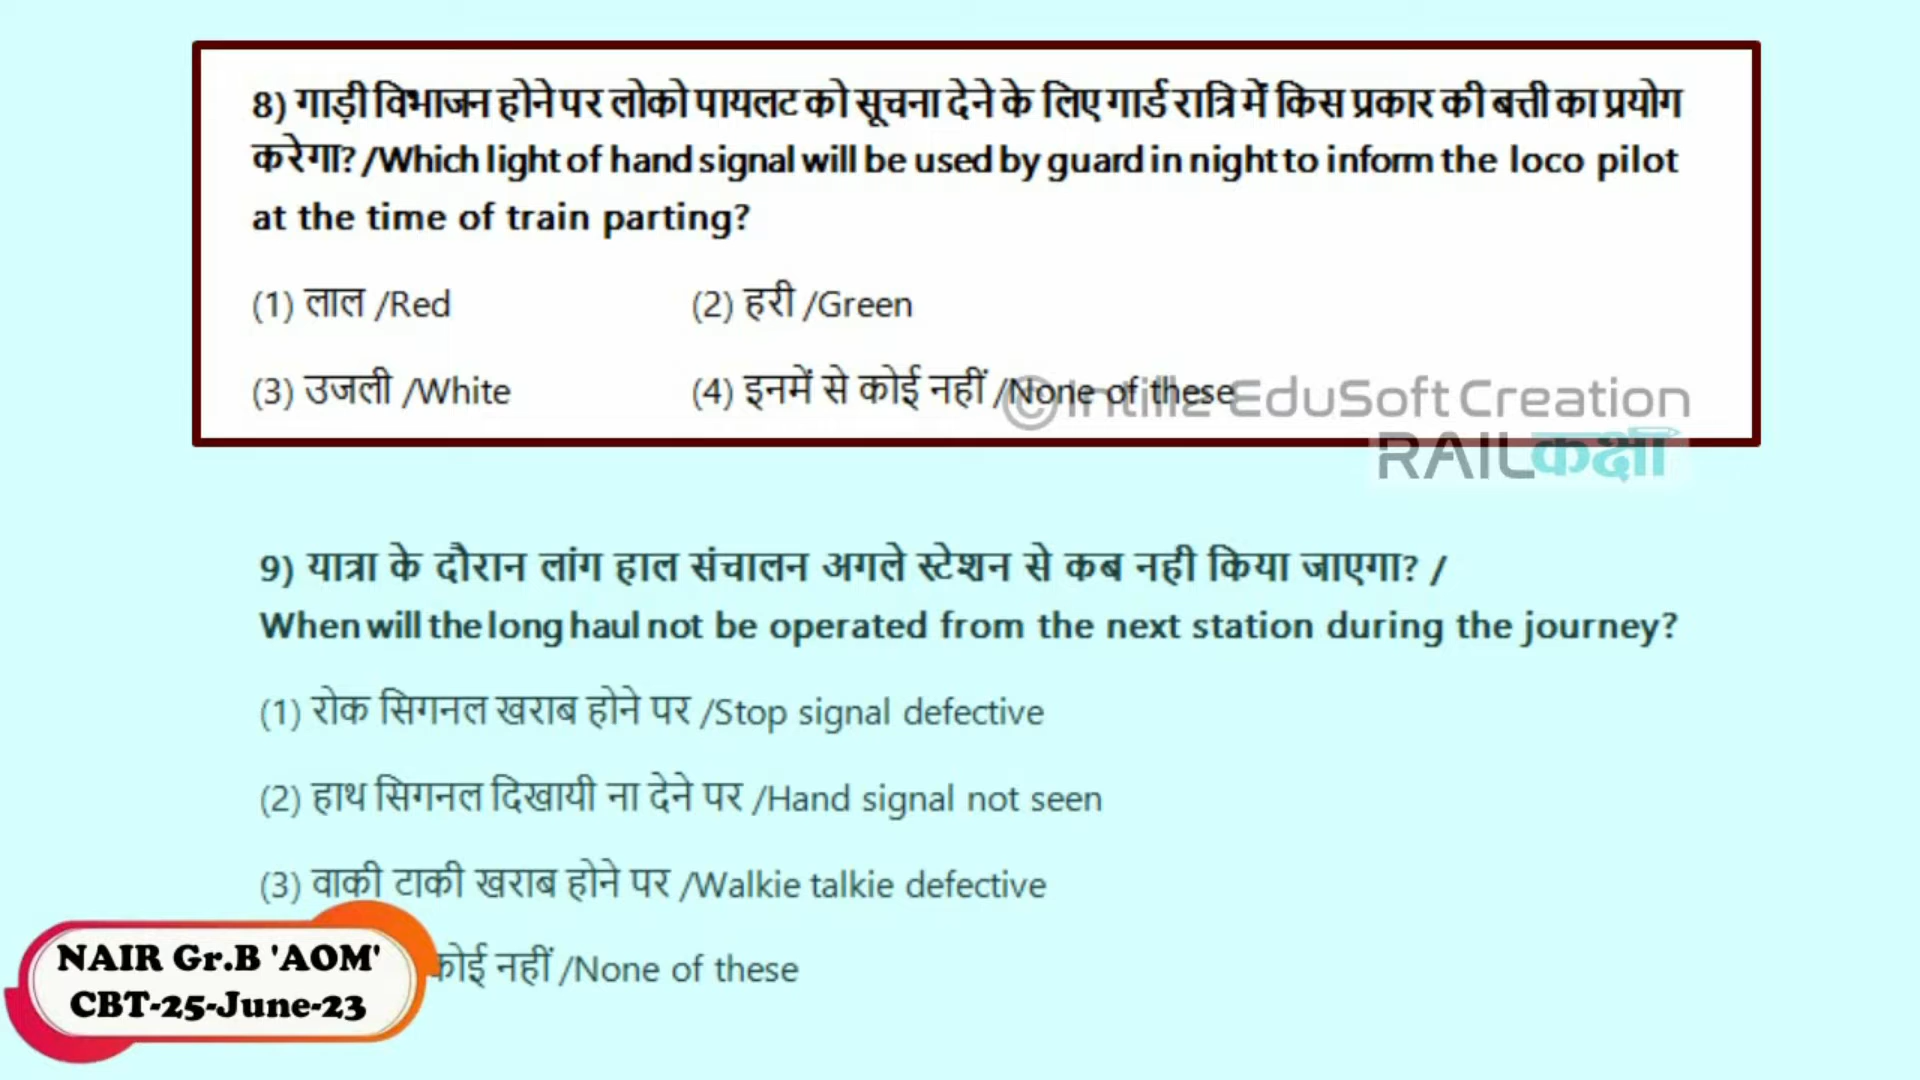 8) गाड़ी विभाजन होने पर लोको पायलट को सूचना देने के लिए गार्ड रात्रि में किस प्रकार की बत्ती का प्रयोग
करेगा? /Which light of hand signal will be used by guard in night to inform the loco pilot
at the time of train parting?
(1) लाल /Red (2) हरी /Green
(3) उजली /White (4) इनमें से कोई नहीं /None of these
EduSoft Creation
RAILकक्षा
9) यात्रा के दौरान लांग हाल संचालन अगले स्टेशन से कब नही किया जाएगा? /
When will the long haul not be operated from the next station during the journey?
(1) रोक सिगनल खराब होने पर /Stop signal defective
(2) हाथ सिगनल दिखायी ना देने पर /Hand signal not seen
(3) वाकी टाकी खराब होने पर /Walkie talkie defective
कोई नहीं /None of these
NAIR Gr.B 'AOM'
CBT-25-June-23